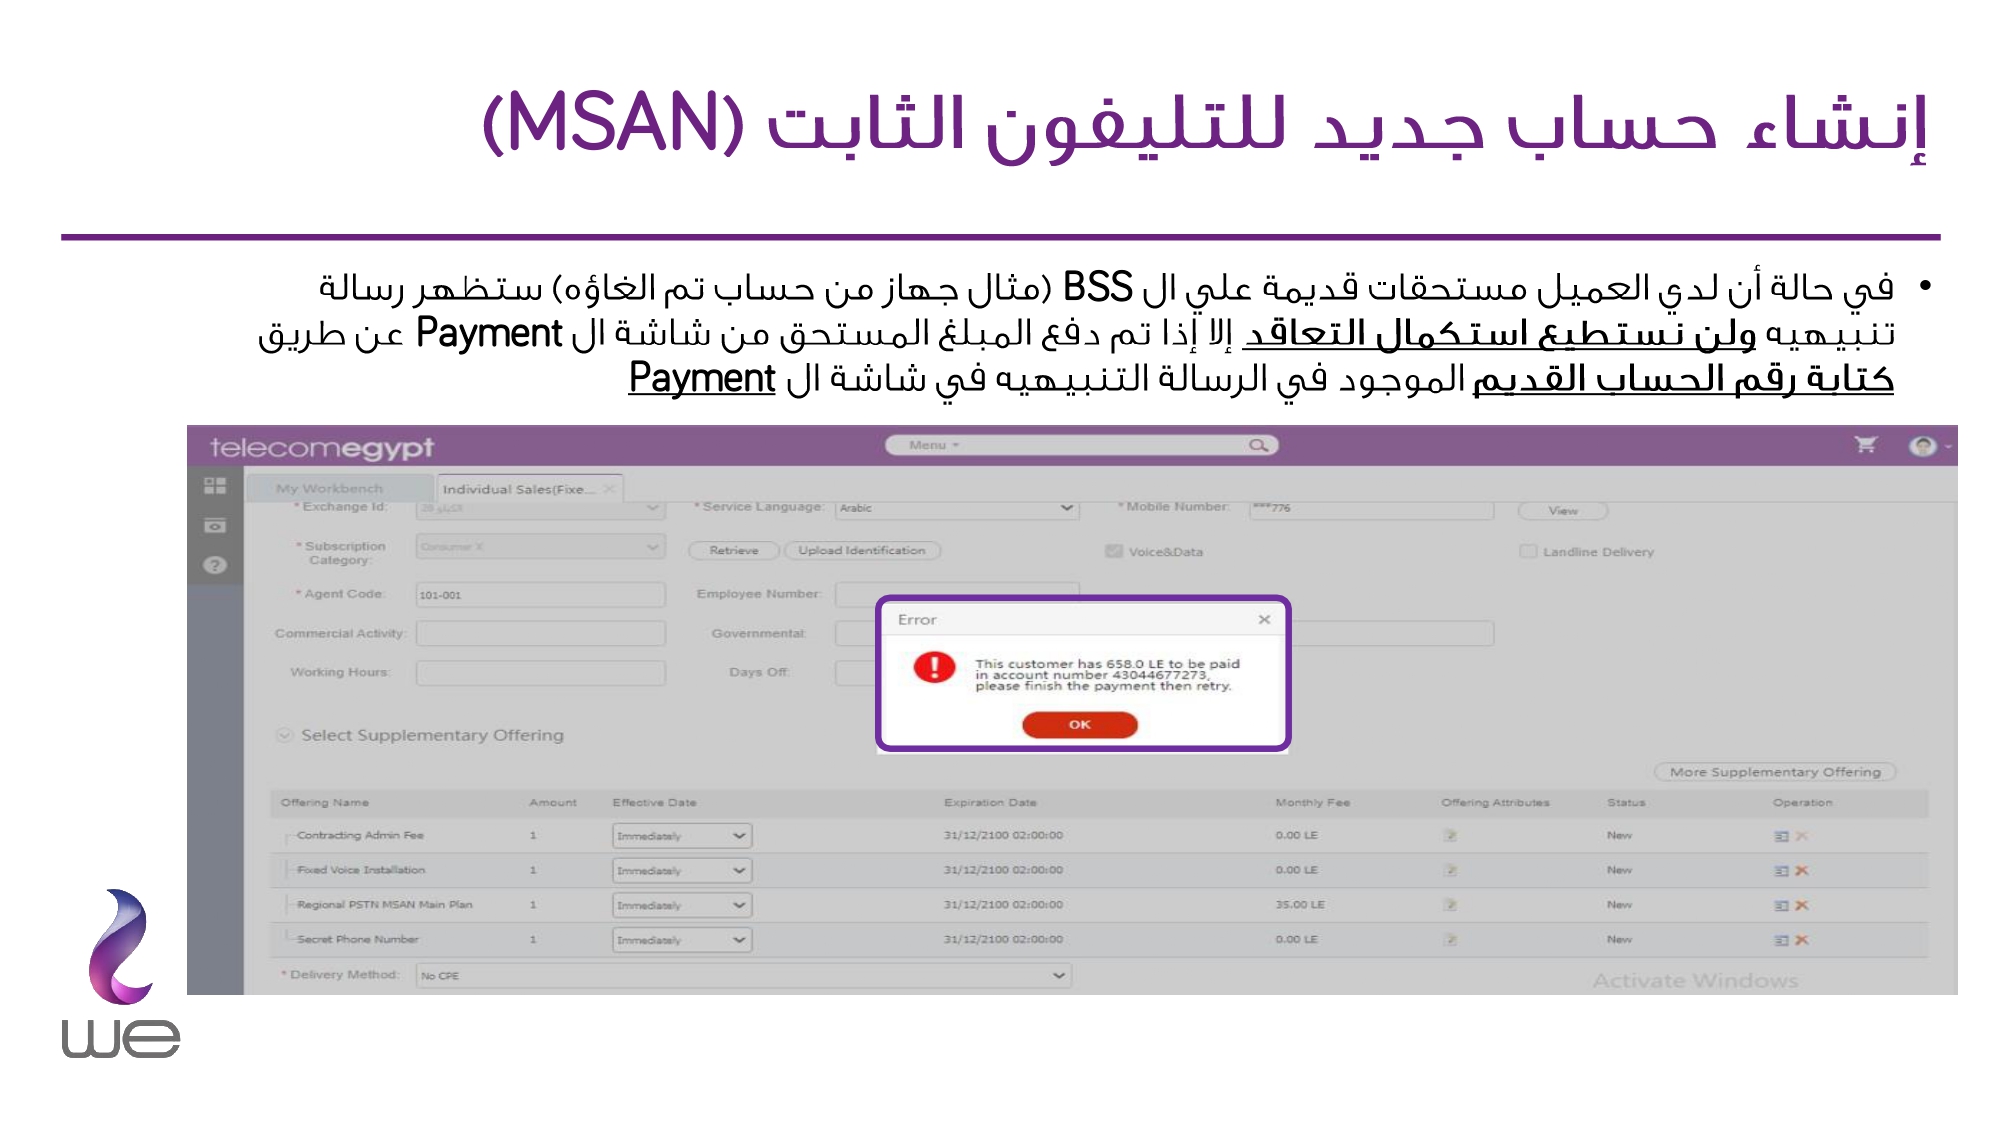 إنشاء حساب جديد للتليفون الثابت (MSAN)
• في حالة أن لدي العميل مستحقات قديمة علي ال BSS (مثال جهاز من حساب تم الغاؤه) ستظهر رسالة
تنبيهيه ولن نستطيع استكمال التعاقد إلا إذا تم دفع المبلغ المستحق من شاشة ال Payment عن طريق
كتابة رقم الحساب القديم الموجود في الرسالة التنبيهيه في شاشة ال Payment
telecomegypt
Menu
My Workbench Individual Sales(Fixe...
* Exchange Id: * Service Language: Arabic * Mobile Number: ***776 View
* Subscription Category: Consumer X Retrieve Upload Identification Voice&Data Landline Delivery
* Agent Code: 101-001 Employee Number:
Commercial Activity: Governmental:
Working Hours: Days Off:
Error
This customer has 658.0 LE to be paid
in account number 43044677273,
please finish the payment then retry.
OK
Select Supplementary Offering
More Supplementary Offering
Offering Name Amount Effective Date Expiration Date Monthly Fee Offering Attributes Status Operation
Contracting Admin Fee 1 Immediately 31/12/2100 02:00:00 0.00 LE New
Fixed Voice Installation 1 Immediately 31/12/2100 02:00:00 0.00 LE New
Regional PSTN MSAN Main Plan 1 Immediately 31/12/2100 02:00:00 35.00 LE New
Secret Phone Number 1 Immediately 31/12/2100 02:00:00 0.00 LE New
* Delivery Method: No CPE
Activate Windows
we